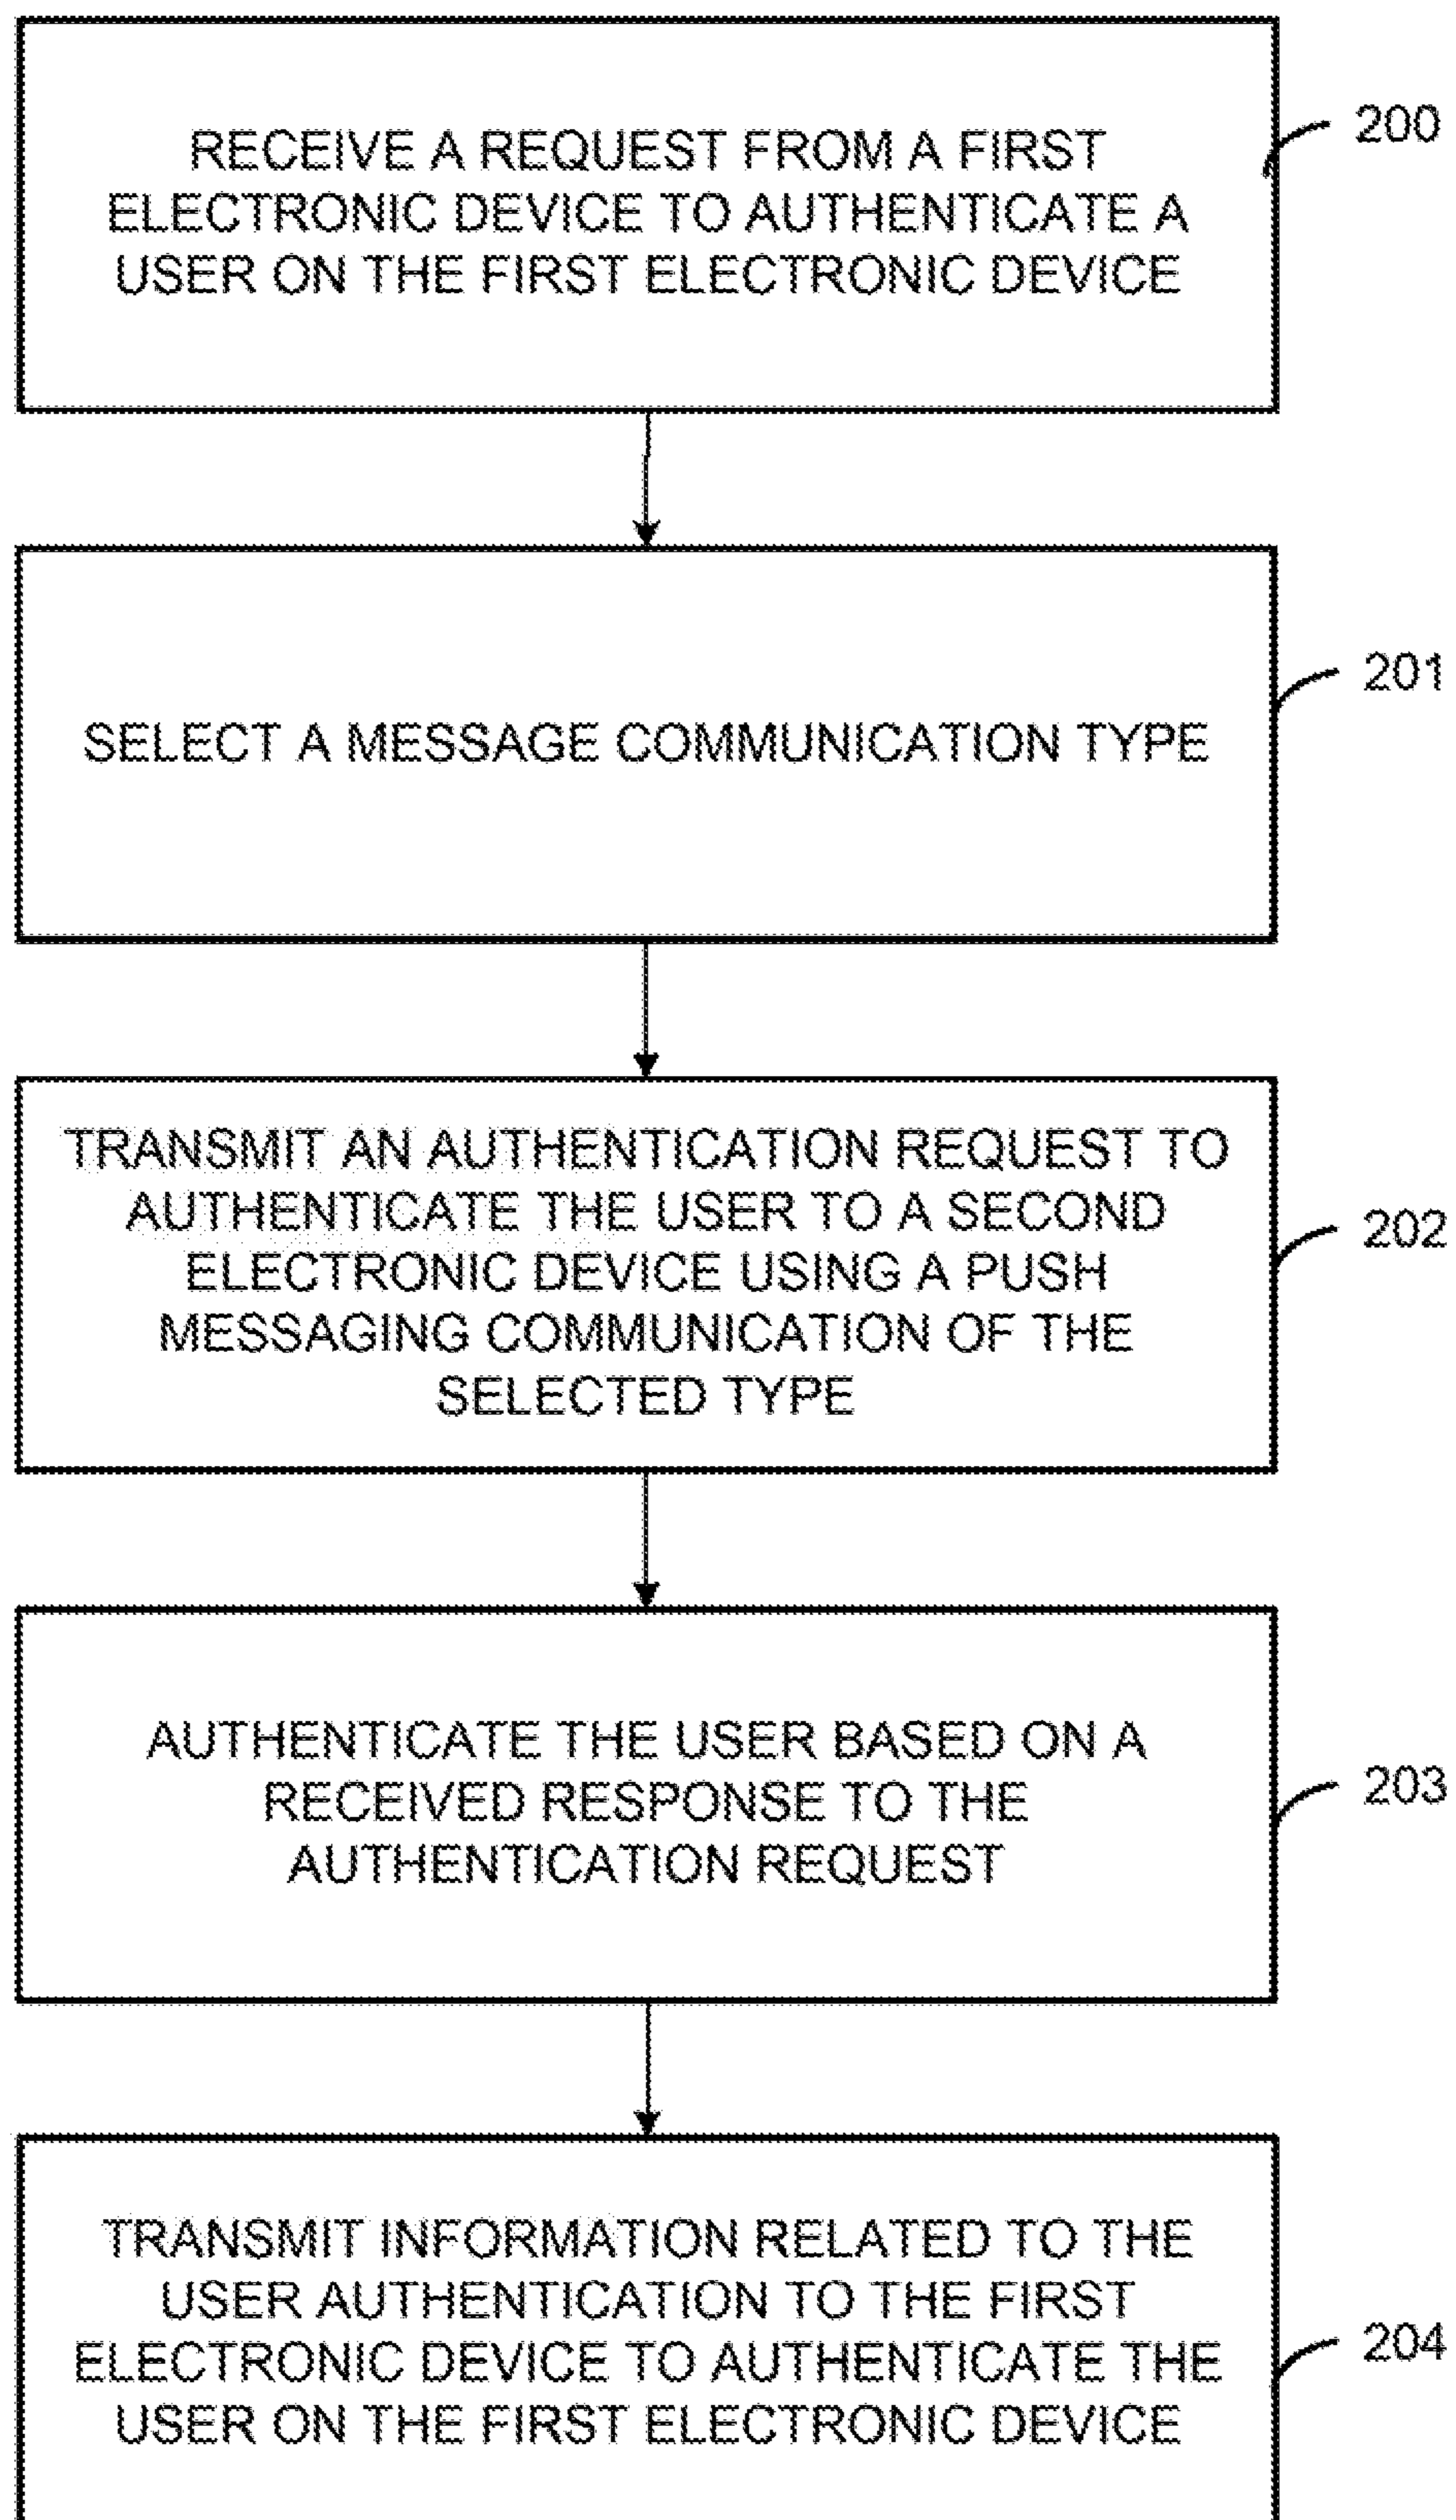 RECEIVE A REQUEST FROM A FIRST
ELECTRONIC DEVICE TO AUTHENTICATE A
USER ON THE FIRST ELECTRONIC DEVICE
200
SELECT A MESSAGE COMMUNICATION TYPE
201
TRANSMIT AN AUTHENTICATION REQUEST TO
AUTHENTICATE THE USER TO A SECOND
ELECTRONIC DEVICE USING A PUSH
MESSAGING COMMUNICATION OF THE
SELECTED TYPE
202
AUTHENTICATE THE USER BASED ON A
RECEIVED RESPONSE TO THE
AUTHENTICATION REQUEST
203
TRANSMIT INFORMATION RELATED TO THE
USER AUTHENTICATION TO THE FIRST
ELECTRONIC DEVICE TO AUTHENTICATE THE
USER ON THE FIRST ELECTRONIC DEVICE
204